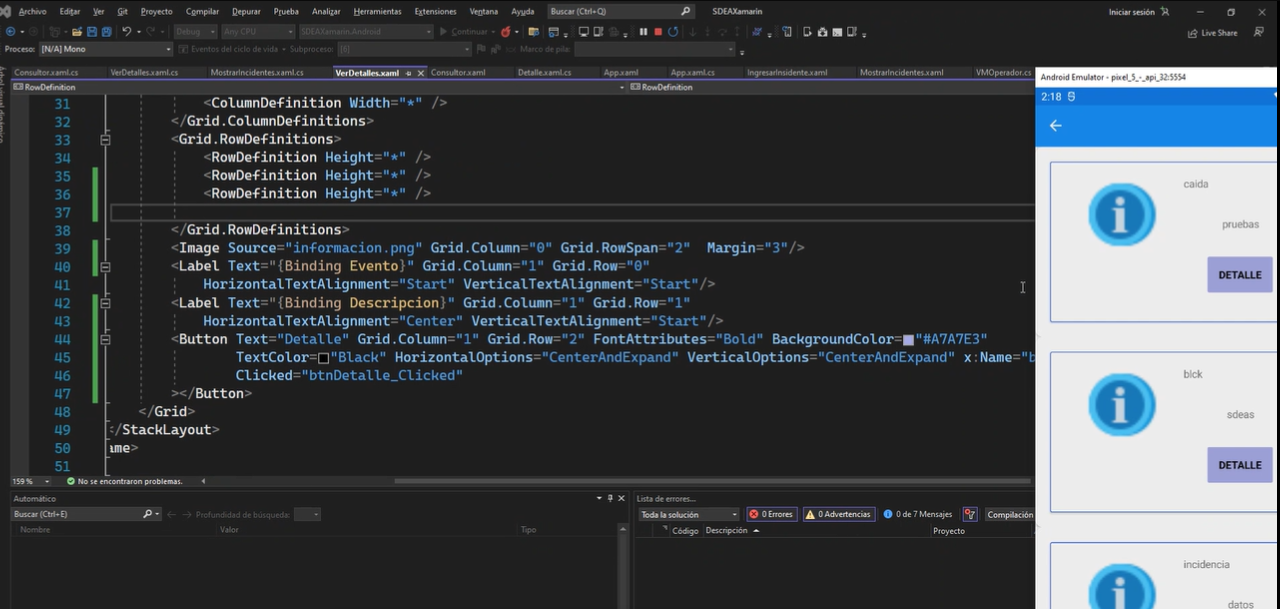 Archivo Editar Ver Git Proyecto Compilar Depurar Prueba Analizar Herramientas Extensiones Ventana Ayuda Buscar (Ctrl+Q) SDEAXamarin Iniciar sesión
Debug Any CPU SDEAXamarin.Android Continuar Live Share
Proceso: [N/A] Mono Eventos del ciclo de vida Subproceso: [6] Marco de pila:
Consultor.xaml.cs VerDetalles.xaml.cs MostrarIncidentes.xaml.cs VerDetalles.xaml Consultor.xaml Detalle.xaml.cs App.xaml App.xaml.cs IngresarIncidente.xaml MostrarIncidentes.xaml VMOperador.cs
RowDefinition RowDefinition
31 <ColumnDefinition Width="*" />
32 </Grid.ColumnDefinitions>
33 <Grid.RowDefinitions>
34 <RowDefinition Height="*" />
35 <RowDefinition Height="*" />
36 <RowDefinition Height="*" />
37
38 </Grid.RowDefinitions>
39 <Image Source="informacion.png" Grid.Column="0" Grid.RowSpan="2" Margin="3"/>
40 <Label Text="{Binding Evento}" Grid.Column="1" Grid.Row="0"
41 HorizontalTextAlignment="Start" VerticalTextAlignment="Start"/>
42 <Label Text="{Binding Descripcion}" Grid.Column="1" Grid.Row="1"
43 HorizontalTextAlignment="Center" VerticalTextAlignment="Start"/>
44 <Button Text="Detalle" Grid.Column="1" Grid.Row="2" FontAttributes="Bold" BackgroundColor="#A7A7E3"
45 TextColor="Black" HorizontalOptions="CenterAndExpand" VerticalOptions="CenterAndExpand" x:Name="b
46 Clicked="btnDetalle_Clicked"
47 ></Button>
48 </Grid>
49 </StackLayout>
50 ame>
51
159 % No se encontraron problemas.
Automático
Buscar (Ctrl+E) Profundidad de búsqueda:
Nombre Valor Tipo
Lista de errores...
Toda la solución 0 Errores 0 Advertencias 0 de 7 Mensajes Compilación
Código Descripción Proyecto
Android Emulator - pixel_5_-_api_32:5554
2:18
caida
pruebas
DETALLE
blck
sdeas
DETALLE
incidencia
datos